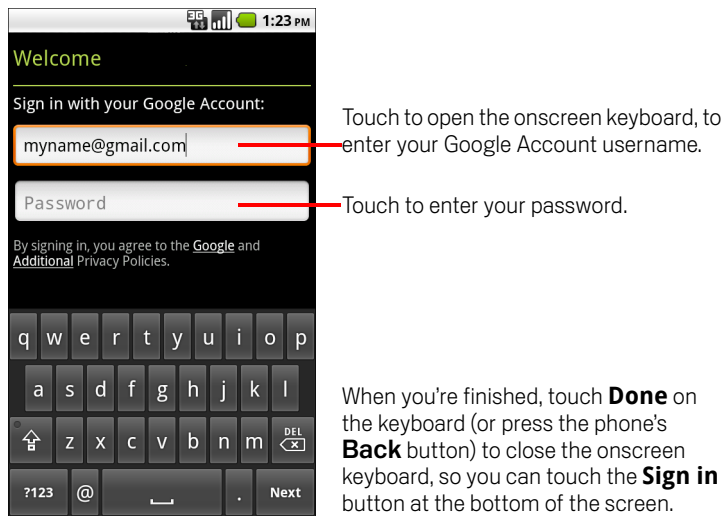 3G 1:23 PM
Welcome
Sign in with your Google Account:
myname@gmail.com
Touch to open the onscreen keyboard, to
enter your Google Account username.
Password
Touch to enter your password.
By signing in, you agree to the Google and
Additional Privacy Policies.
q w e r t y u i o p
a s d f g h j k l
z x c v b n m DEL
?123 @ . Next
When you're finished, touch Done on
the keyboard (or press the phone's
Back button) to close the onscreen
keyboard, so you can touch the Sign in
button at the bottom of the screen.